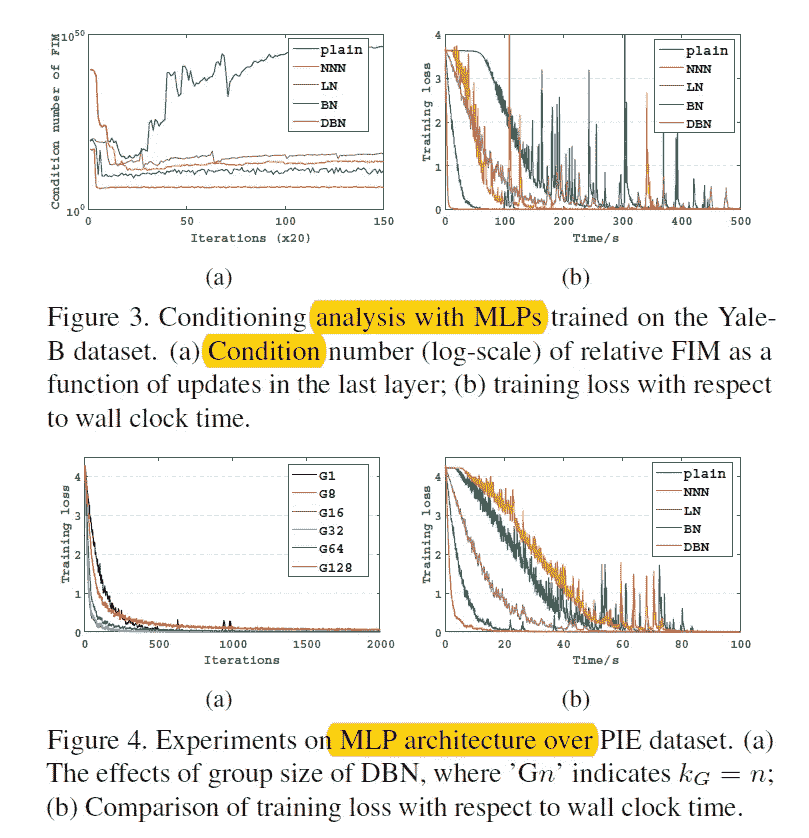 10^50
Condition number of FIM
10^0
0 50 100 150
Iterations (x20)
plain
NNN
LN
BN
DBN
4
3
2
1
0
Training loss
0 100 200 300 400 500
Time/s
plain
NNN
LN
BN
DBN
(a) (b)
Figure 3. Conditioning analysis with MLPs trained on the Yale-
B dataset. (a) Condition number (log-scale) of relative FIM as a
function of updates in the last layer; (b) training loss with respect
to wall clock time.
4
3
2
1
0
Training loss
0 500 1000 1500 2000
Iterations
G1
G8
G16
G32
G64
G128
4
3
2
1
0
Training loss
0 20 40 60 80 100
Time/s
plain
NNN
LN
BN
DBN
(a) (b)
Figure 4. Experiments on MLP architecture over PIE dataset. (a)
The effects of group size of DBN, where ’Gn’ indicates k_G = n;
(b) Comparison of training loss with respect to wall clock time.